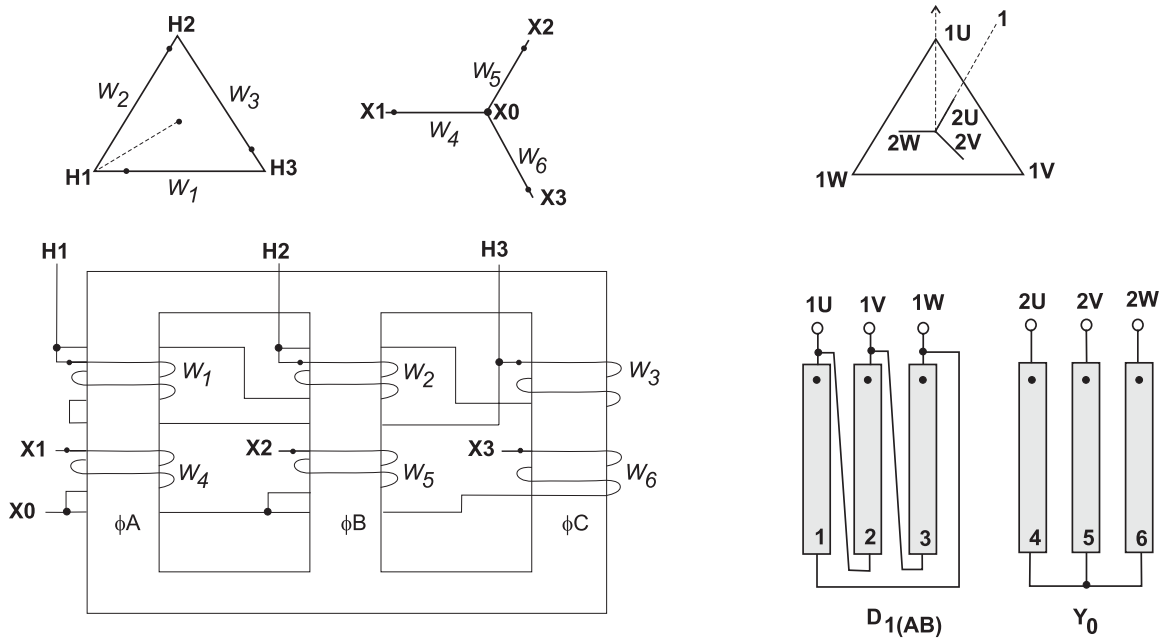 H2
W2
W3
H1
W1
H3
X2
W5
X1
X0
W4
W6
X3
1
1U
2U
2V
2W
1W
1V
H1
H2
H3
W1
W2
W3
X1
X2
X3
W4
W5
W6
X0
ϕA
ϕB
ϕC
1U 1V 1W
2U 2V 2W
1 2 3
4 5 6
D1(AB)
Y0